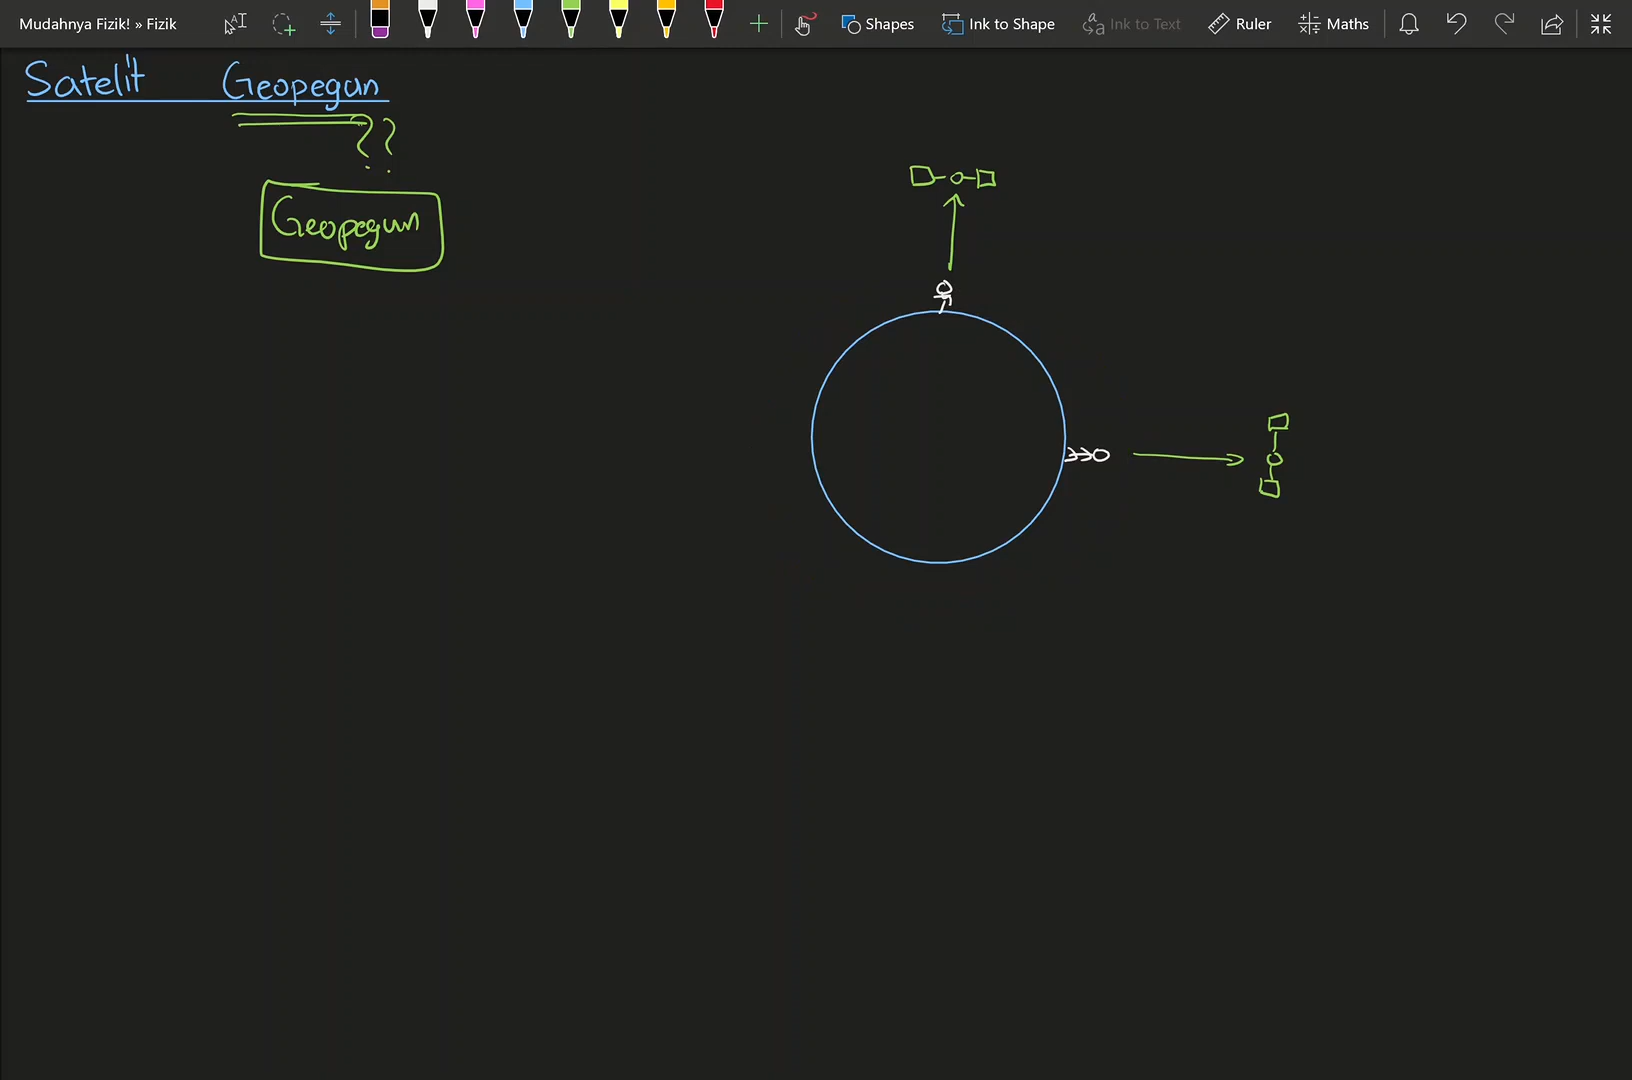 Mudahnya Fizik! » Fizik
Shapes
Ink to Shape
Ink to Text
Ruler
Maths
Satelit Geopegun
??
Geopegun